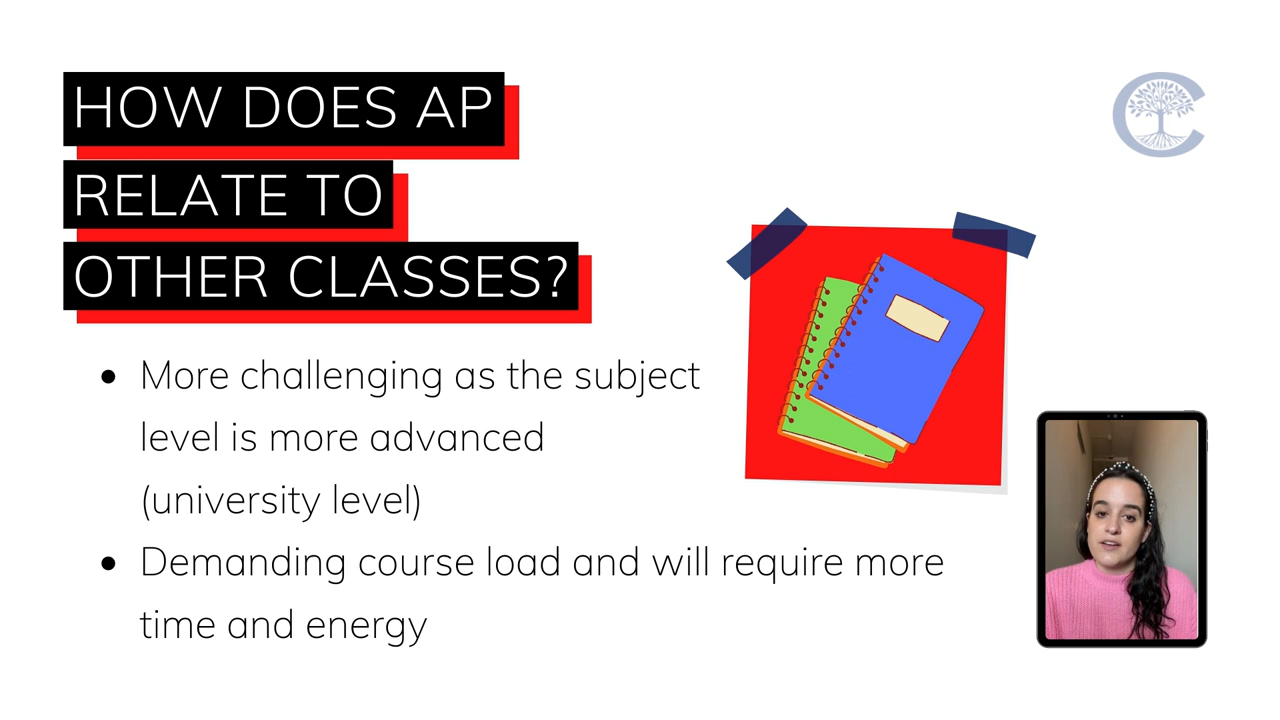 HOW DOES AP
RELATE TO
OTHER CLASSES?
• More challenging as the subject
level is more advanced
(university level)
• Demanding course load and will require more
time and energy